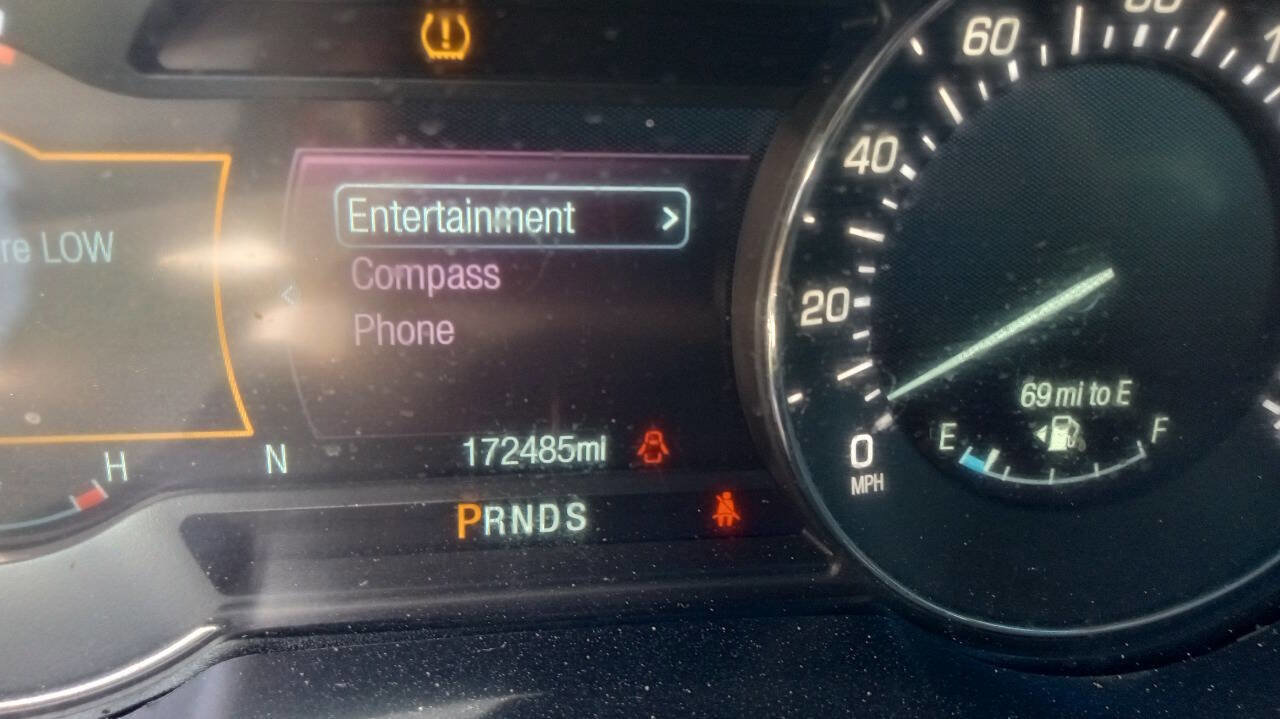 60
40
Entertainment >
re LOW
Compass
20
Phone
69 mi to E
H
N
172485mi
E
F
0
MPH
PRNDS